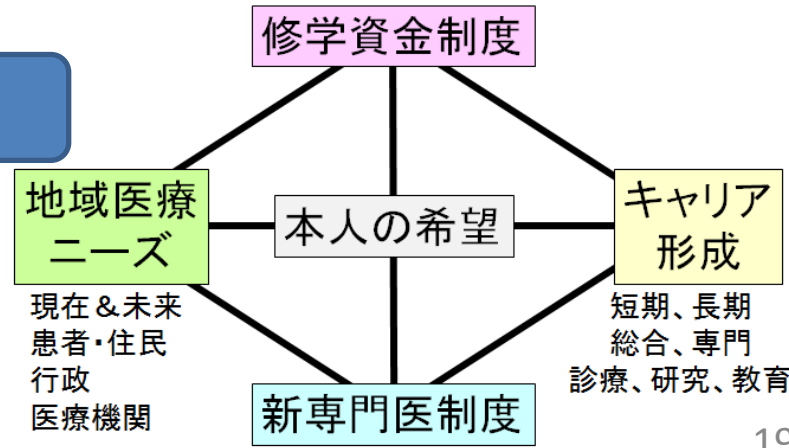 修学資金制度
地域医療
ニーズ
本人の希望
キャリア
形成
現在&未来
患者・住民
行政
医療機関
短期、長期
総合、専門
診療、研究、教育
新専門医制度